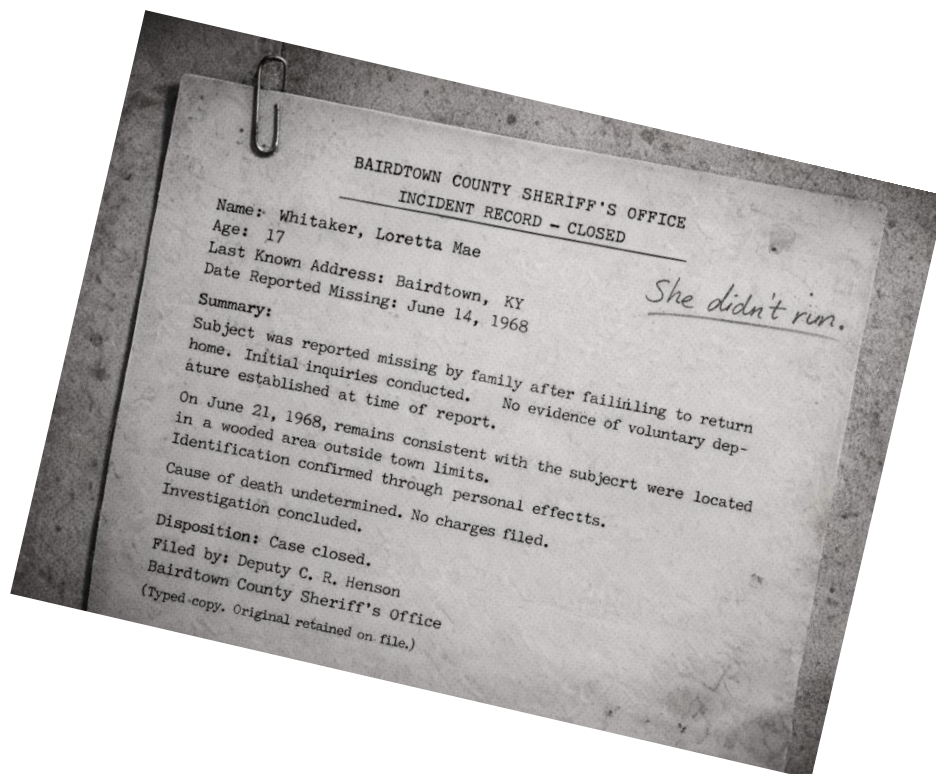 BAIRDTOWN COUNTY SHERIFF'S OFFICE
INCIDENT RECORD – CLOSED
Name: Whitaker, Loretta Mae
Age: 17
Last Known Address: Bairdtown, KY
Date Reported Missing: June 14, 1968
She didn't run.
Summary:
Subject was reported missing by family after failiniling to return
home. Initial inquiries conducted. No evidence of voluntary dep-
ature established at time of report.
On June 21, 1968, remains consistent with the subjecrt were located
in a wooded area outside town limits.
Identification confirmed through personal effectts.
Cause of death undetermined. No charges filed.
Investigation concluded.
Disposition: Case closed.
Filed by: Deputy C. R. Henson
Bairdtown County Sheriff's Office
(Typed copy. Original retained on file.)